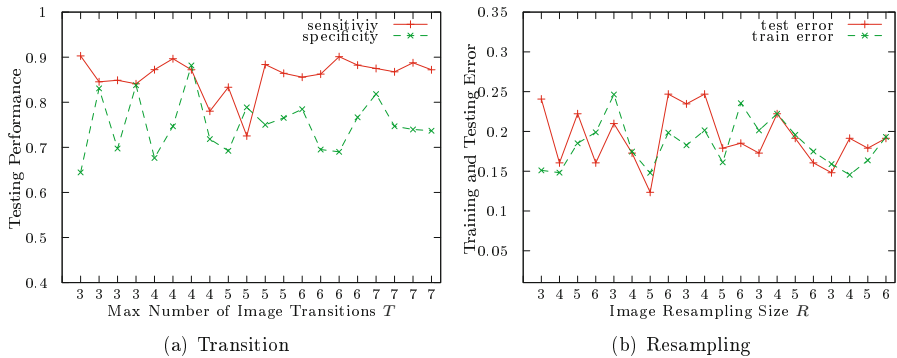 1
0.9
0.8
0.7
0.6
0.5
0.4
Testing Performance
sensitiviy
specificity
3 3 3 3 4 4 4 4 5 5 5 5 6 6 6 6 7 7 7 7
Max Number of Image Transitions T
(a) Transition
0.35
0.3
0.25
0.2
0.15
0.1
0.05
Training and Testing Error
test error
train error
3 4 5 6 3 4 5 6 3 4 5 6 3 4 5 6 3 4 5 6
Image Resampling Size R
(b) Resampling